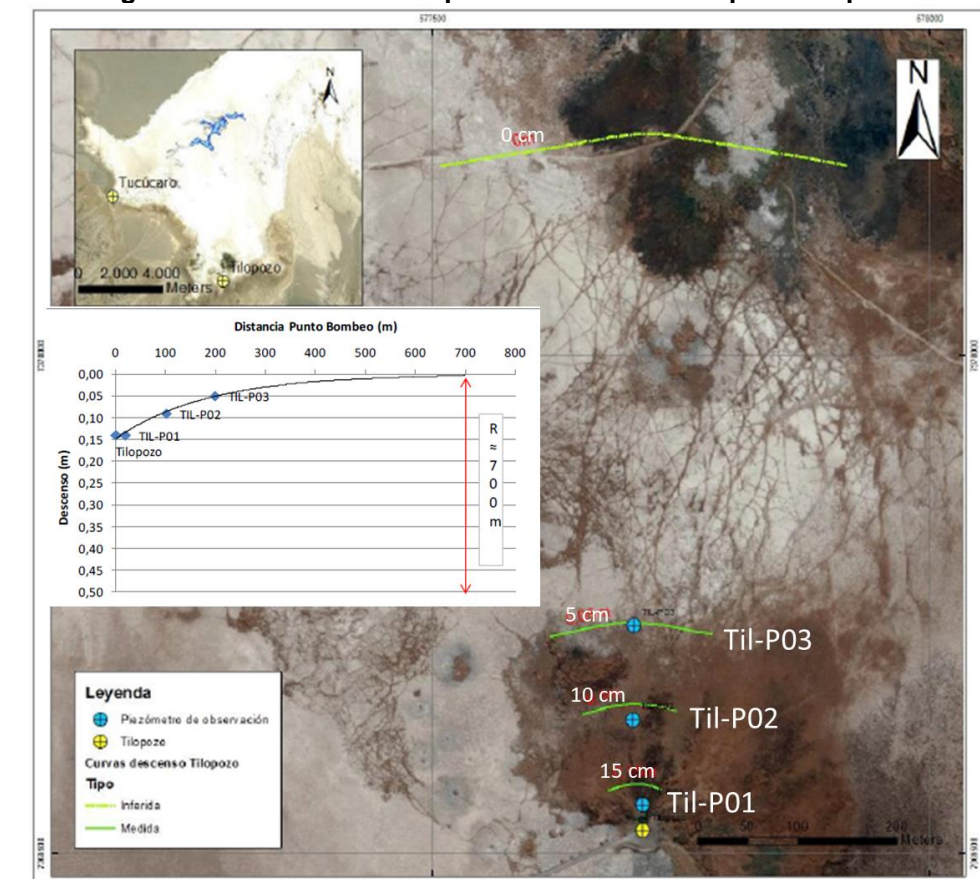 677500
678000
N
N
0 cm
Tucúcaro
Tilopozo
0 2.000 4.000
Meters
Distancia Punto Bombeo (m)
0 100 200 300 400 500 600 700 800
Descenso (m)
0,00
0,05
0,10
0,15
0,20
0,25
0,30
0,35
0,40
0,45
0,50
TIL-P03
TIL-P02
TIL-P01
Tilopozo
R
≈
7
0
0
m
5 cm
TIL-P03
Til-P03
10 cm
Til-P02
15 cm
Til-P01
0 50 100 200
Meters
Leyenda
Piezómetro de observación
Tilopozo
Curvas descenso Tilopozo
Tipo
Inferida
Medida